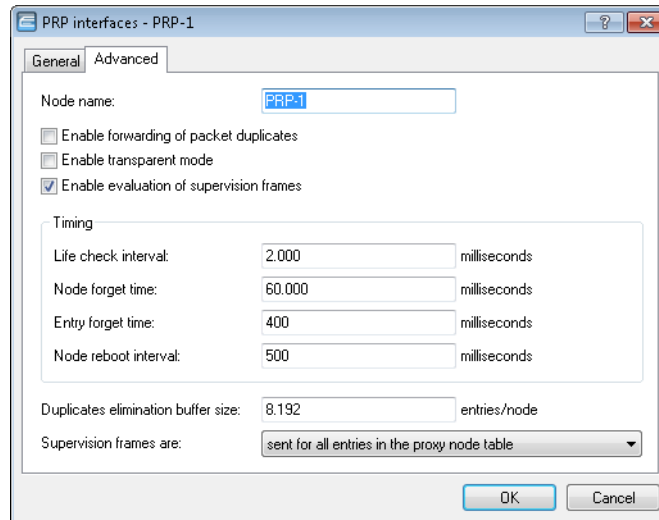 PRP interfaces - PRP-1
General Advanced
Node name: PRP-1
Enable forwarding of packet duplicates
Enable transparent mode
Enable evaluation of supervision frames
Timing
Life check interval: 2.000 milliseconds
Node forget time: 60.000 milliseconds
Entry forget time: 400 milliseconds
Node reboot interval: 500 milliseconds
Duplicates elimination buffer size: 8.192 entries/node
Supervision frames are: sent for all entries in the proxy node table
OK Cancel